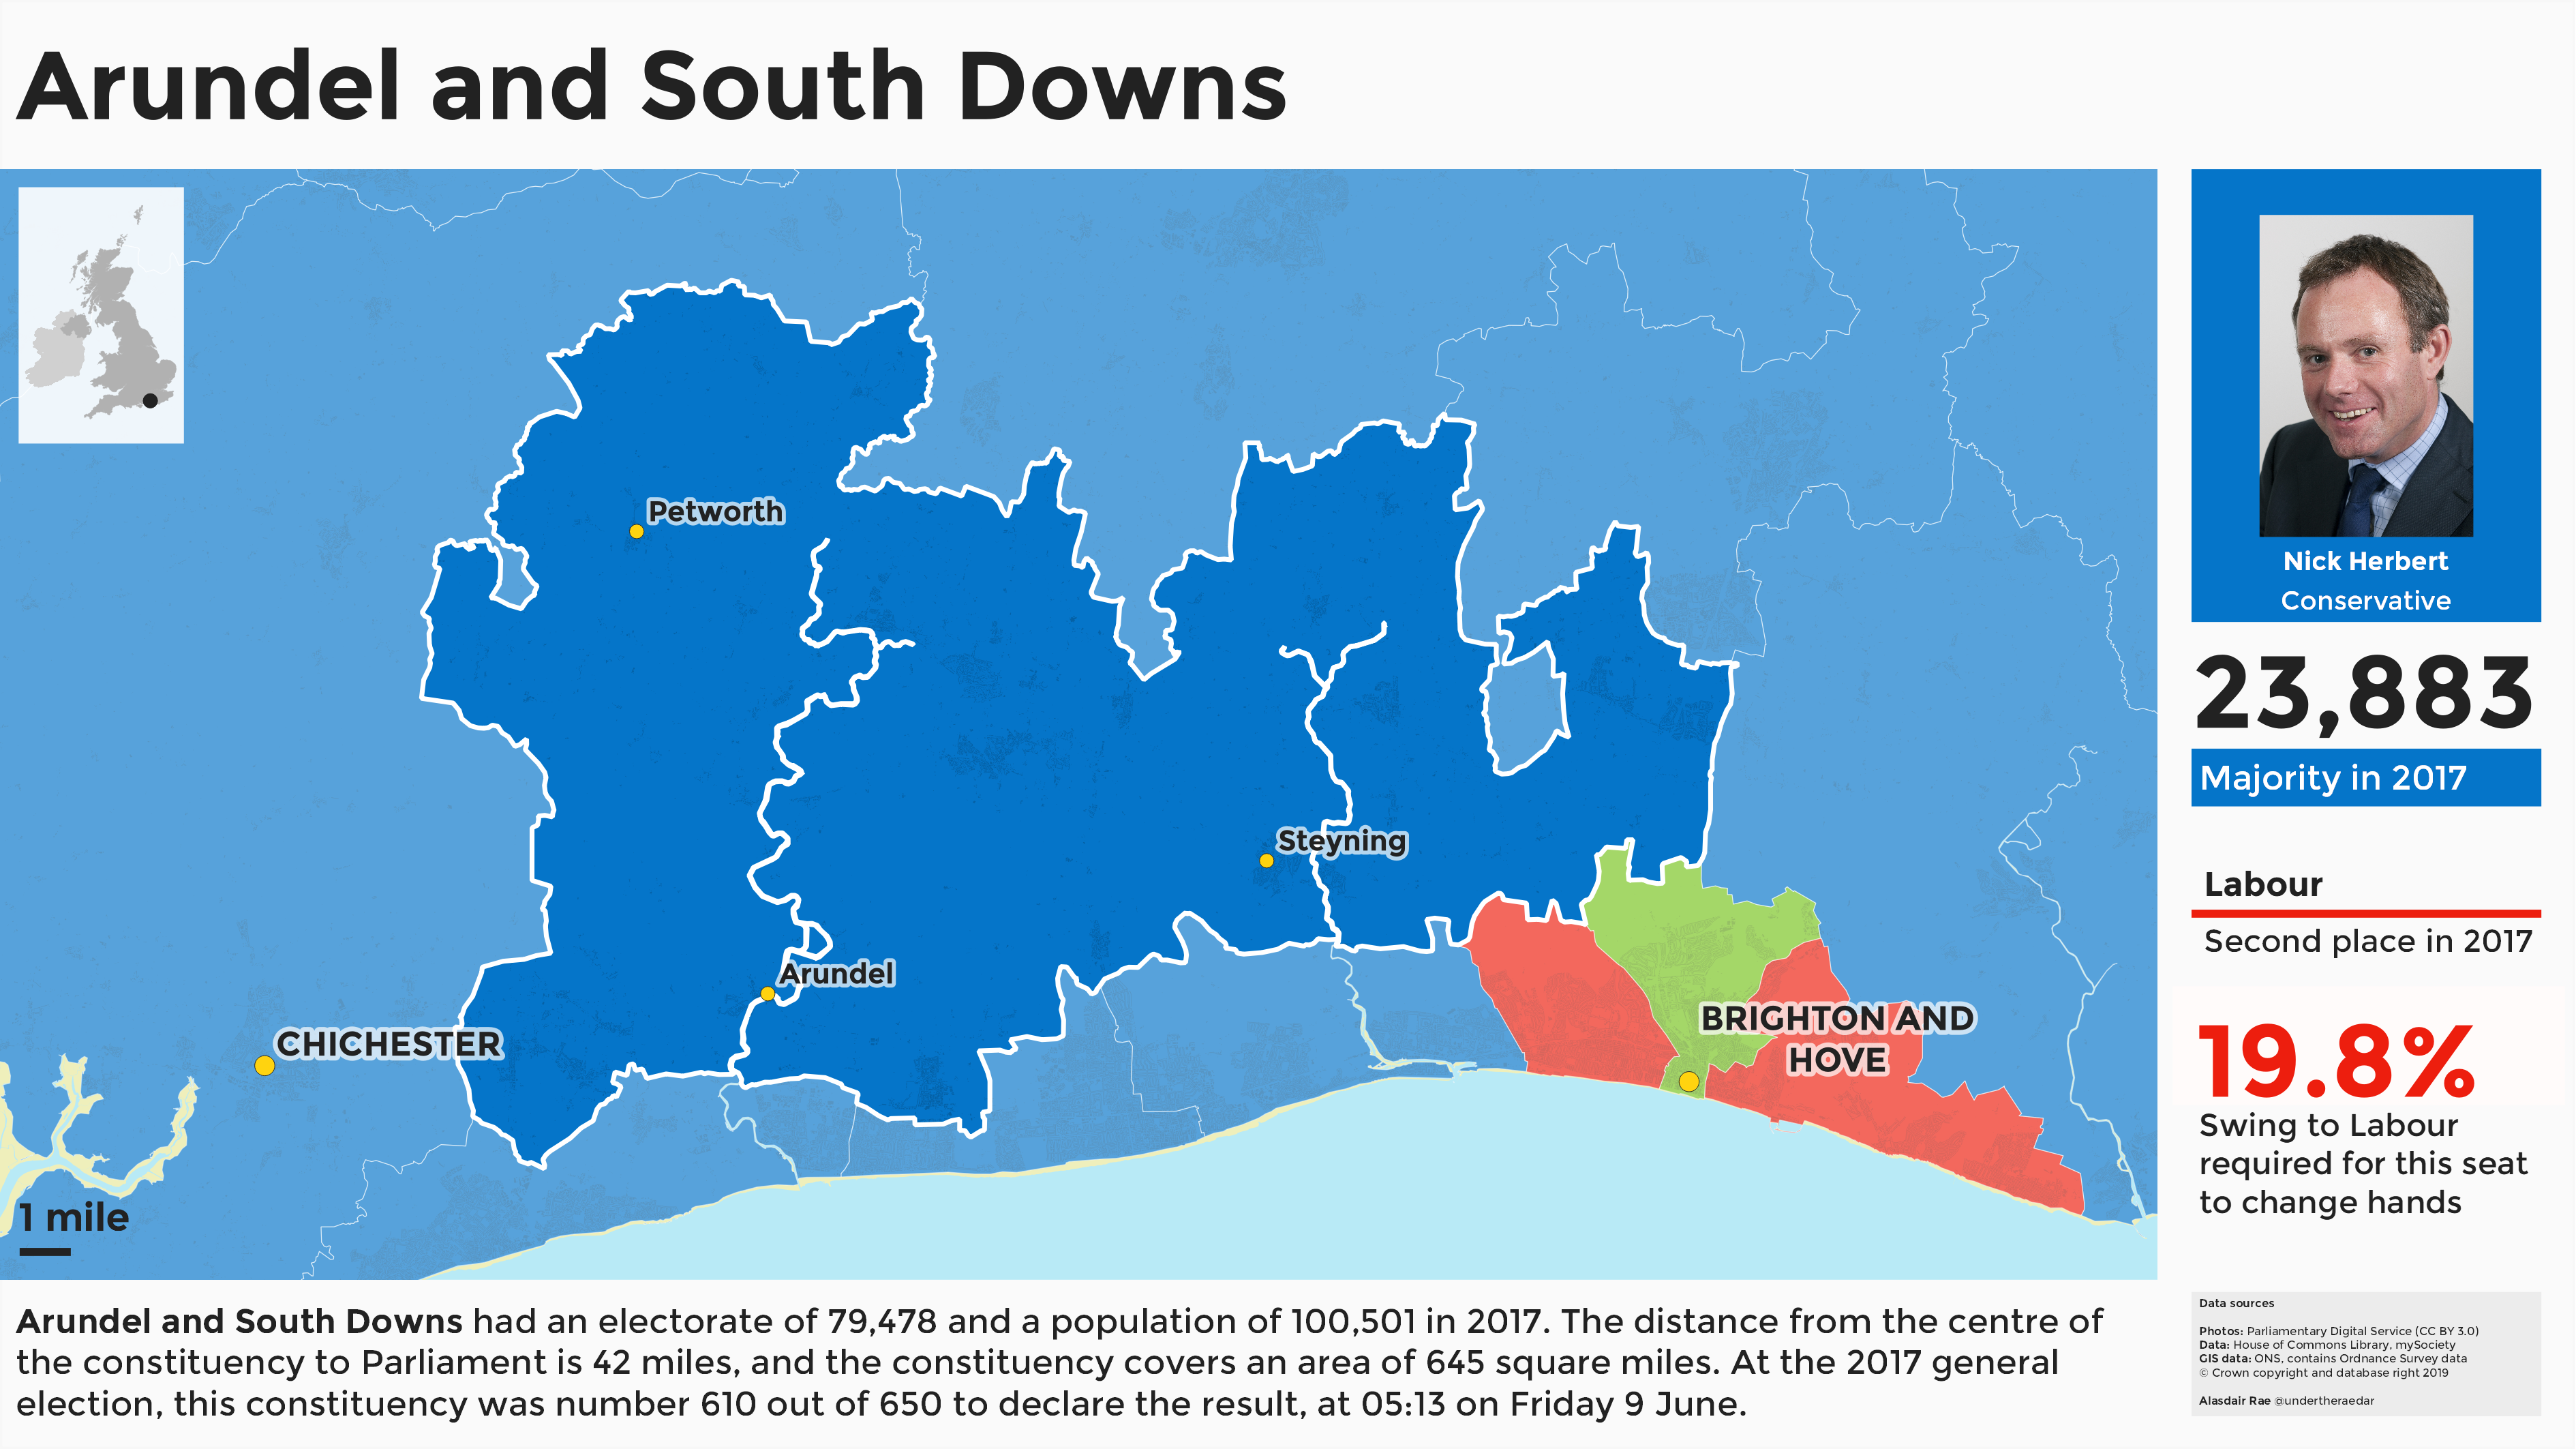 Arundel and South Downs
Petworth
Steyning
Arundel
CHICHESTER
BRIGHTON AND
HOVE
1 mile
Nick Herbert
Conservative
23,883
Majority in 2017
Labour
Second place in 2017
19.8%
Swing to Labour
required for this seat
to change hands
Arundel and South Downs had an electorate of 79,478 and a population of 100,501 in 2017. The distance from the centre of
the constituency to Parliament is 42 miles, and the constituency covers an area of 645 square miles. At the 2017 general
election, this constituency was number 610 out of 650 to declare the result, at 05:13 on Friday 9 June.
Data sources
Photos: Parliamentary Digital Service (CC BY 3.0)
Data: House of Commons Library, mySociety
GIS data: ONS, contains Ordnance Survey data
© Crown copyright and database right 2019
Alasdair Rae @undertheraedar